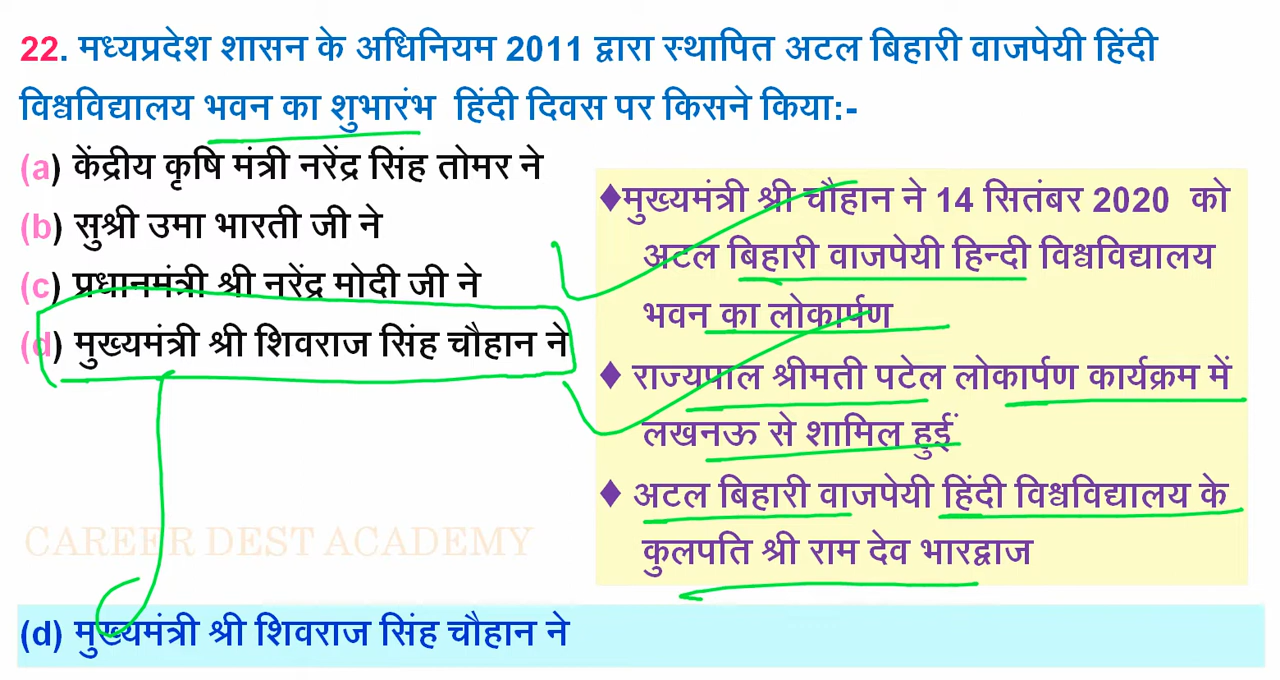 22. मध्यप्रदेश शासन के अधिनियम 2011 द्वारा स्थापित अटल बिहारी वाजपेयी हिंदी
विश्वविद्यालय भवन का शुभारंभ हिंदी दिवस पर किसने किया:-
(a) केंद्रीय कृषि मंत्री नरेंद्र सिंह तोमर ने
(b) सुश्री उमा भारती जी ने
(c) प्रधानमंत्री श्री नरेंद्र मोदी जी ने
(d) मुख्यमंत्री श्री शिवराज सिंह चौहान ने
♦मुख्यमंत्री श्री चौहान ने 14 सितंबर 2020 को
अटल बिहारी वाजपेयी हिन्दी विश्वविद्यालय
भवन का लोकार्पण
♦ राज्यपाल श्रीमती पटेल लोकार्पण कार्यक्रम में
लखनऊ से शामिल हुईं
♦ अटल बिहारी वाजपेयी हिंदी विश्वविद्यालय के
कुलपति श्री राम देव भारद्वाज
CAREER DEST ACADEMY
(d) मुख्यमंत्री श्री शिवराज सिंह चौहान ने